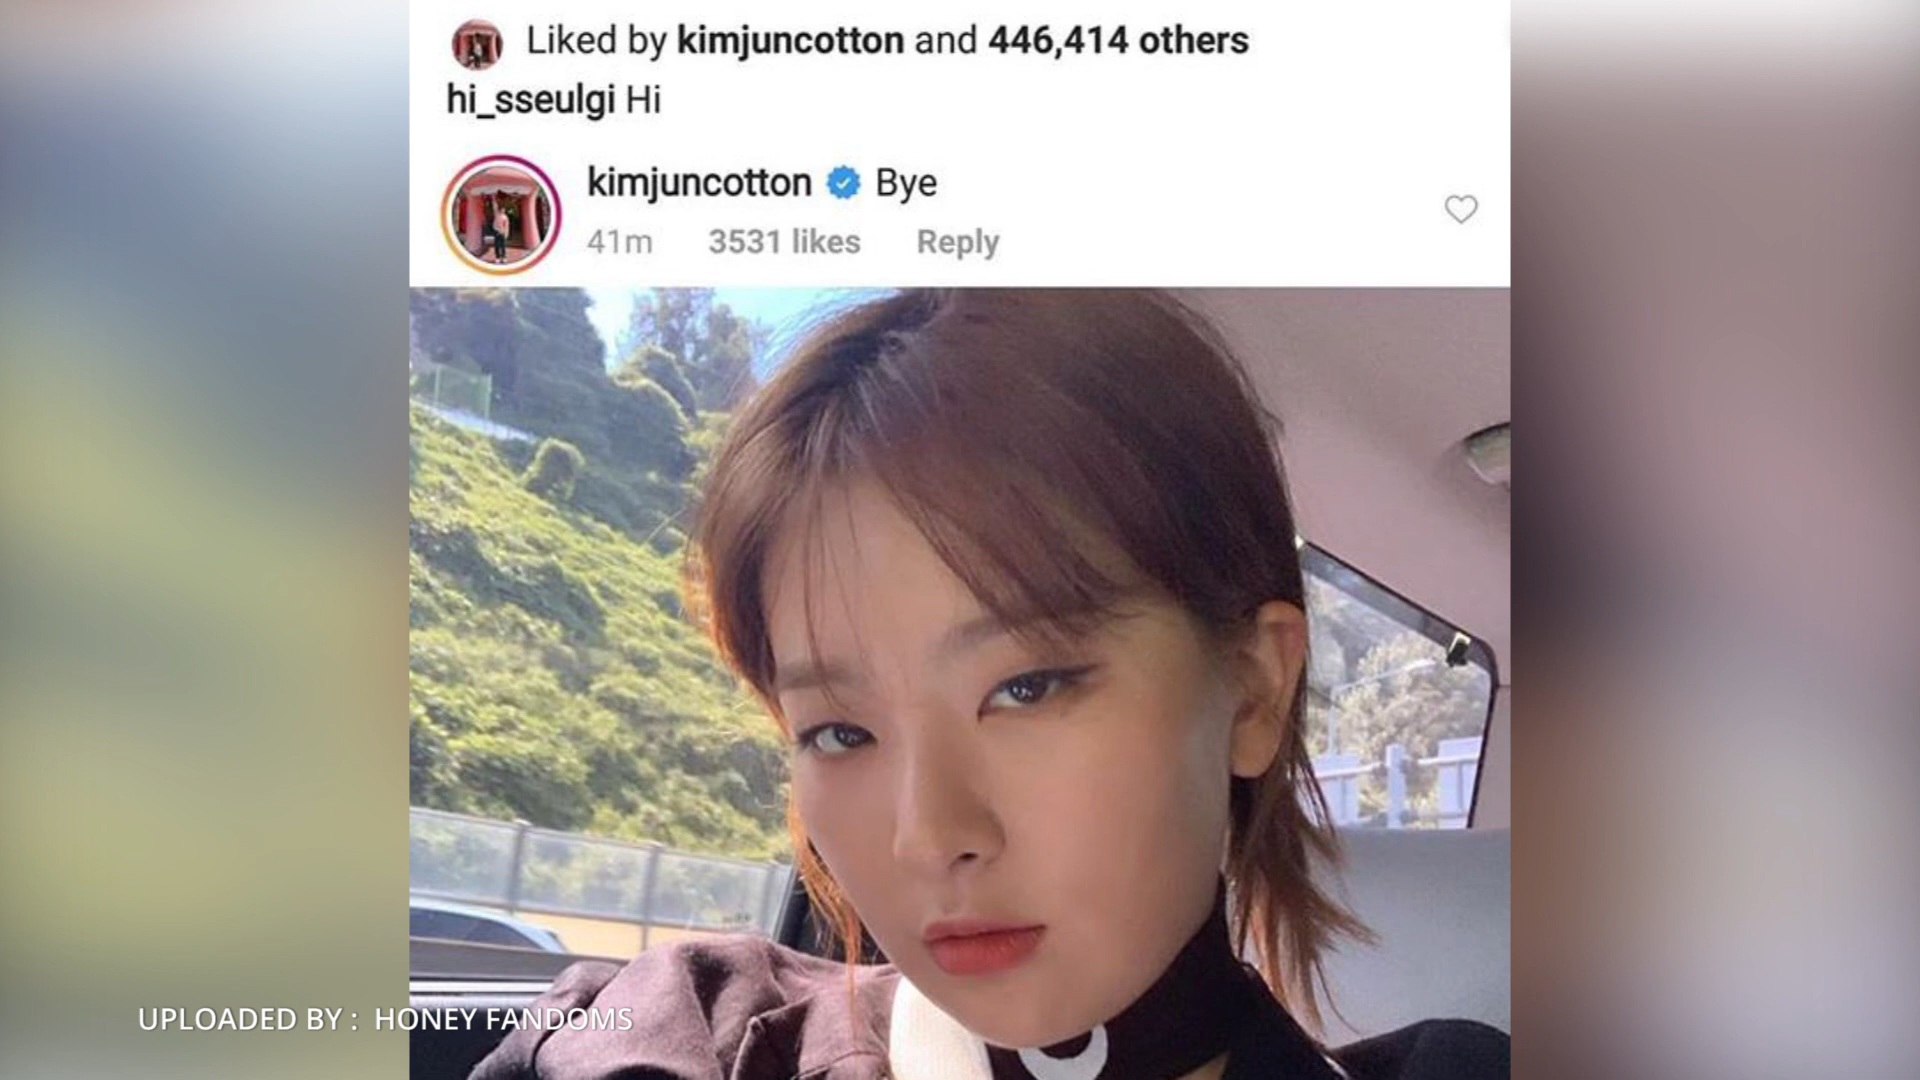 Liked by kimjuncotton and 446,414 others
hi_sseulgi Hi
kimjuncotton Bye
41m 3531 likes Reply
UPLOADED BY : HONEY FANDOMS